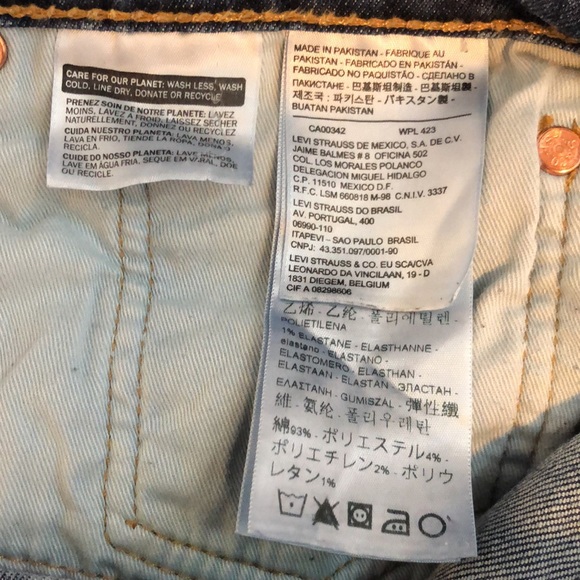 CARE FOR OUR PLANET: WASH LESS, WASH
COLD, LINE DRY, DONATE OR RECYCLE
PRENEZ SOIN DE NOTRE PLANETE: LAVEZ
MOINS, LAVEZ A FROID, LAISSEZ SECHER
NATURELLEMENT, DONNEZ OU RECYCLEZ
CUIDA NUESTRO PLANETA: LAVA MENOS,
LAVA EN FRIO, TIENDE LA ROPA, DONA O
RECICLA.
CUIDE DO NOSSO PLANETA: LAVE MENOS,
LAVE EM ÁGUA FRIA, SEQUE EM VARAL, DOE
OU RECICLE.
MADE IN PAKISTAN - FABRIQUE AU
PAKISTAN - FABRICADO EN PAKISTÁN -
FABRICADO NO PAQUISTÃO - СДЕЛАНО В
ПАКИСТАНЕ - 巴基斯坦制造 - 巴基斯坦製
- 제조국 : 파키스탄 - パキスタン製 -
BUATAN PAKISTAN
CA00342 WPL 423
LEVI STRAUSS DE MEXICO, S.A. DE C.V.
JAIME BALMES # 8 OFICINA 502
COL. LOS MORALES POLANCO
DELEGACION MIGUEL HIDALGO
C.P. 11510 MEXICO D.F.
R.F.C. LSM 660818 M-98 C.N.I.V. 3337
LEVI STRAUSS DO BRASIL
AV. PORTUGAL, 400
06990-110
ITAPEVI – SAO PAULO BRASIL
CNPJ: 43.351.097/0001-90
LEVI STRAUSS & CO. EU SCA/CVA
LEONARDO DA VINCILAAN, 19 - D
1831 DIEGEM, BELGIUM
CIF A 08298606
乙烯 - 乙纶 - 폴리에틸렌 -
POLIETILENA
1% ELASTANE - ELASTHANNE -
elastano - ELASTANO -
ELASTOMERO - ELASTHAN -
ELASTAAN - ELASTAN - ЭЛАСТАН -
ΕΛΑΣΤΑΝΗ - GUMISZAL - 彈性纖
維 - 氨纶 - 폴리우레탄
綿93% - ポリエステル4% -
ポリエチレン2% - ポリウ
レタン1%